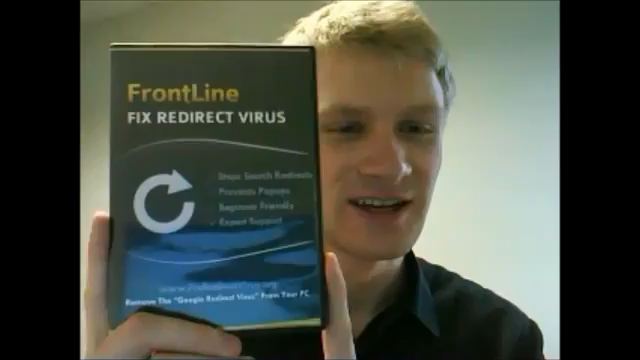 FrontLine
FIX REDIRECT VIRUS
Stops Search Redirects
Prevents Popups
Beginner Friendly
Expert Support
Remove The "Google Redirect Virus" From Your PC